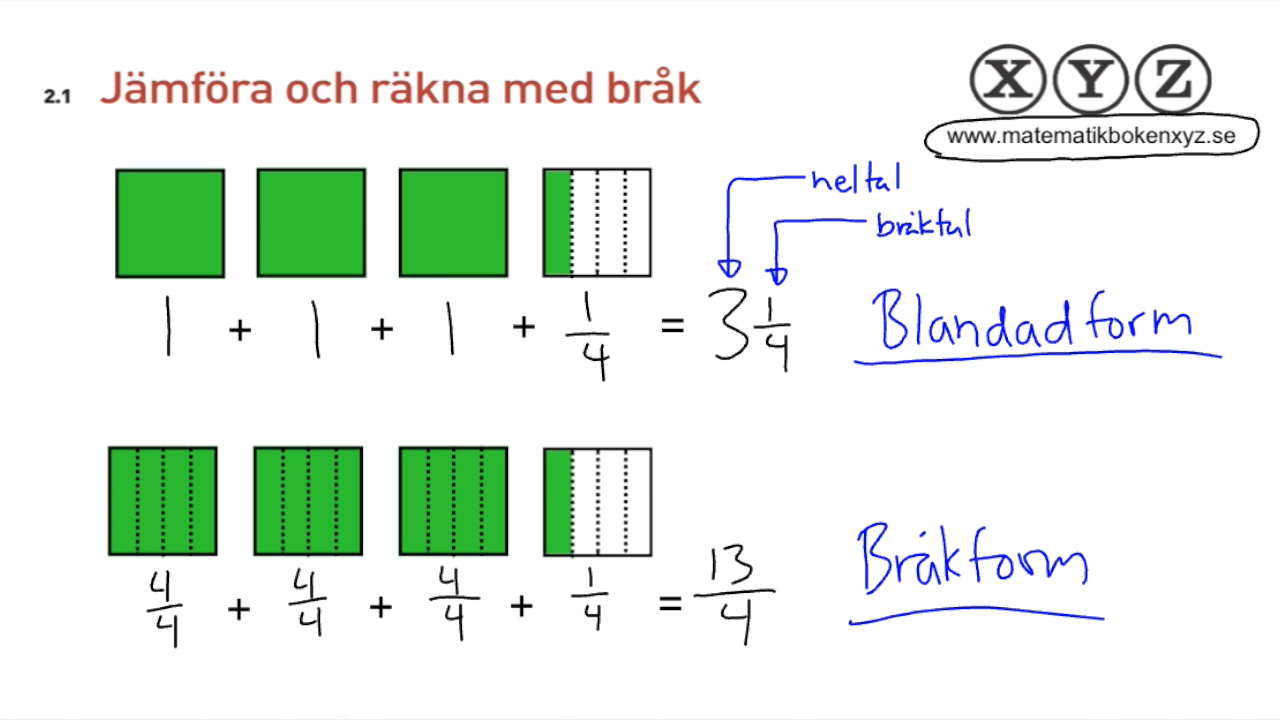 2.1 Jämföra och räkna med bråk
X Y Z
www.matematikbokenxyz.se
heltal
bråktal
1 + 1 + 1 + 1/4 = 3 1/4
Blandad form
4/4 + 4/4 + 4/4 + 1/4 = 13/4
Bråkform